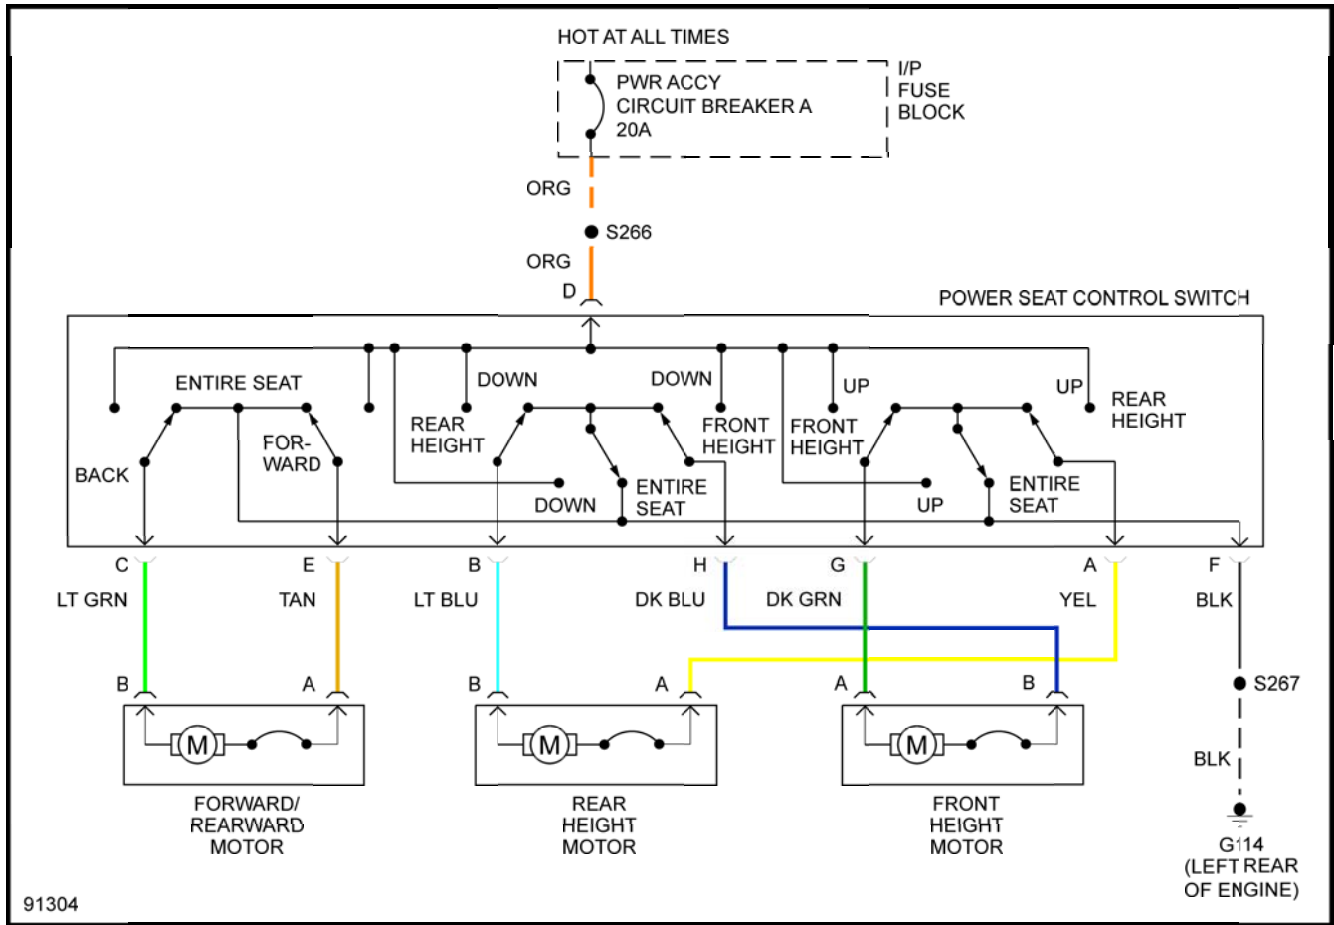 HOT AT ALL TIMES
PWR ACCY
CIRCUIT BREAKER A
20A
I/P
FUSE
BLOCK
ORG
S266
ORG
D
POWER SEAT CONTROL SWITCH
ENTIRE SEAT
BACK
FOR-
WARD
DOWN
REAR
HEIGHT
DOWN
ENTIRE
SEAT
DOWN
FRONT
HEIGHT
UP
FRONT
HEIGHT
UP
ENTIRE
SEAT
UP
REAR
HEIGHT
C
E
B
H
G
A
F
LT GRN
TAN
LT BLU
DK BLU
DK GRN
YEL
BLK
B
A
B
A
A
B
S267
M
M
M
BLK
FORWARD/
REARWARD
MOTOR
REAR
HEIGHT
MOTOR
FRONT
HEIGHT
MOTOR
G114
(LEFT REAR
OF ENGINE)
91304